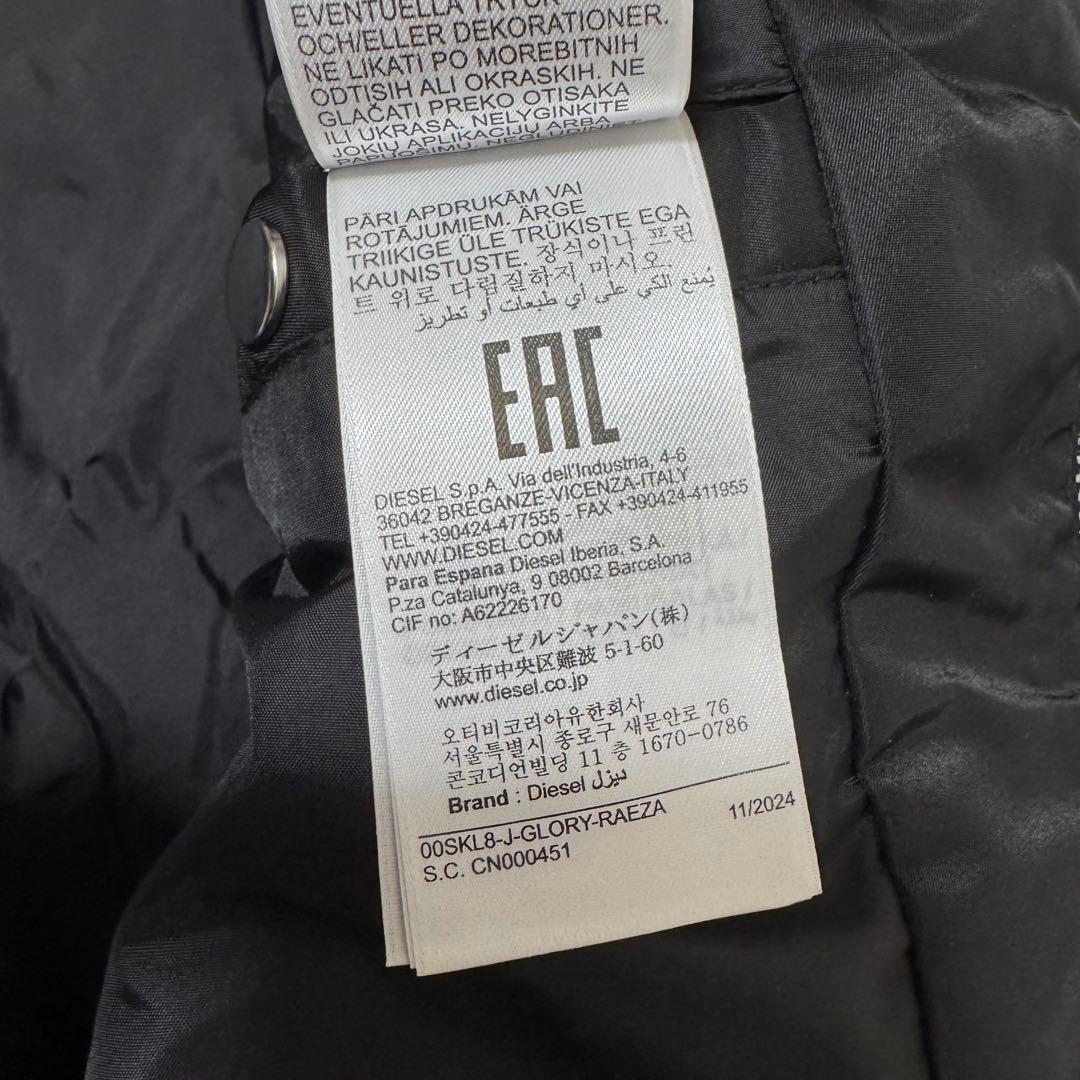 EVENTUELLA TRYCK
OCH/ELLER DEKORATIONER.
NE LIKATI PO MOREBITNIH
ODTISIH ALI OKRASKIH. NE
GLAČATI PREKO OTISAKA
ILI UKRASA. NELYGINKITE
JOKIŲ APLIKACIJŲ ARBA
PAPUOŠIMŲ. NEGLUDINIET
PĀRI APDRUKĀM VAI
ROTĀJUMIEM. ÄRGE
TRIIKIGE ÜLE TRÜKISTE EGA
KAUNISTUSTE. 장식이나 프린
트 위로 다림질하지 마시오.
يُمنع الكي على أي طبعات أو تطريز
EAC
DIESEL S.p.A. Via dell'Industria, 4-6
36042 BREGANZE-VICENZA-ITALY
TEL +390424-477555 - FAX +390424-411955
WWW.DIESEL.COM
Para Espana Diesel Iberia, S.A.
P.za Catalunya, 9 08002 Barcelona
CIF no: A62226170
ディーゼルジャパン(株)
大阪市中央区難波 5-1-60
www.diesel.co.jp
오티비코리아유한회사
서울특별시 종로구 새문안로 76
콘코디언빌딩 11 층 1670-0786
Brand : Diesel ديزل
00SKL8-J-GLORY-RAEZA 11/2024
S.C. CN000451